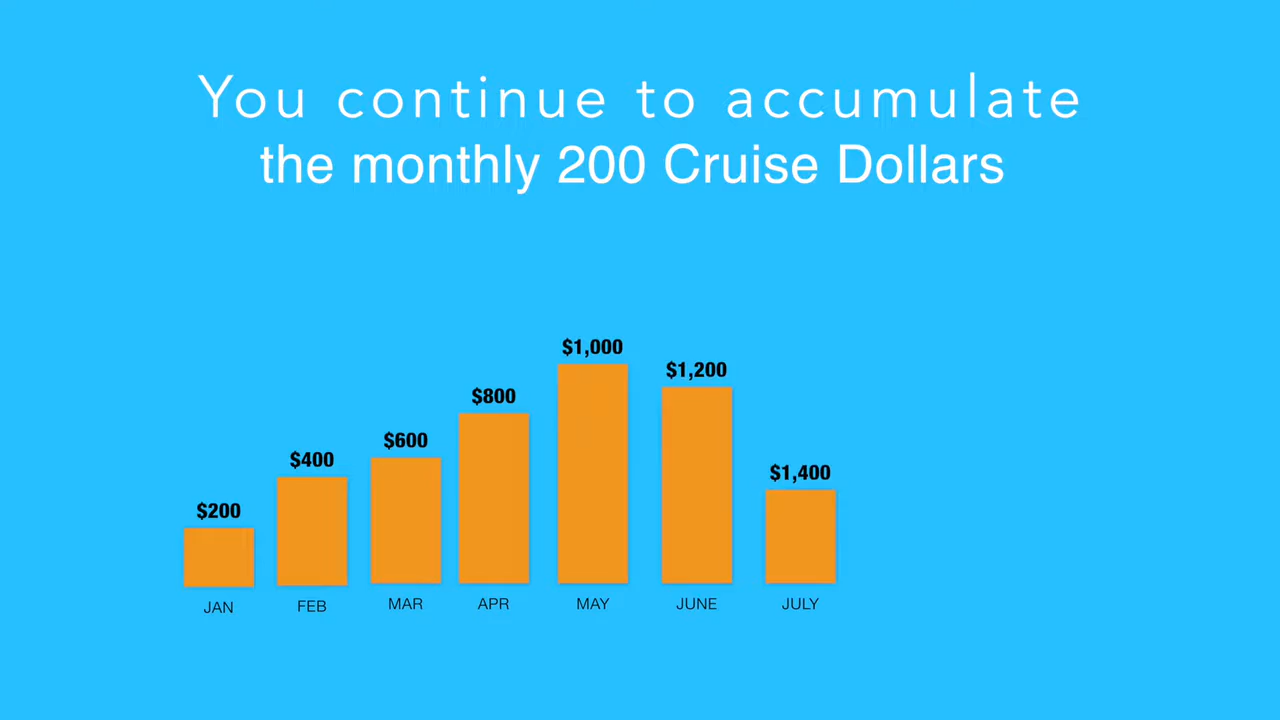 You continue to accumulate
the monthly 200 Cruise Dollars
$1,000
$1,200
$800
$600
$400
$1,400
$200
JAN
FEB
MAR
APR
MAY
JUNE
JULY